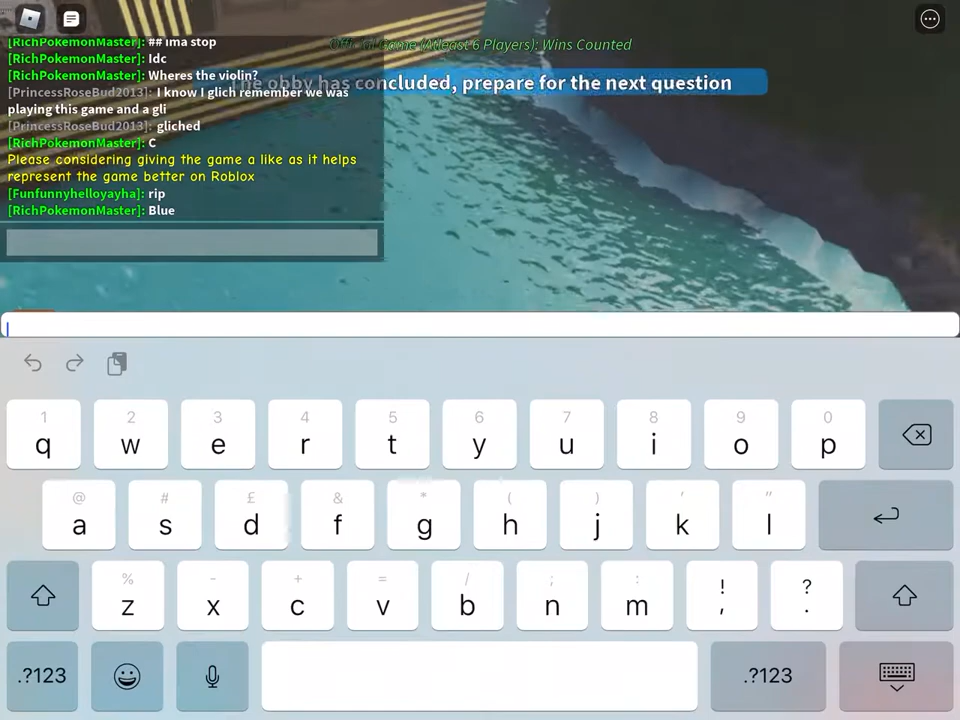 [RichPokemonMaster]: ## ima stop
Official Game (Atleast 6 Players): Wins Counted
[RichPokemonMaster]: Idc
[RichPokemonMaster]: Wheres the violin?
The obby has concluded, prepare for the next question
[PrincessRoseBud2013]: I know I glich remember we was
playing this game and a gli
[PrincessRoseBud2013]: gliched
[RichPokemonMaster]: C
Please considering giving the game a like as it helps
represent the game better on Roblox
[Funfunnyhelloyayha]: rip
[RichPokemonMaster]: Blue
1 2 3 4 5 6 7 8 9 0
q w e r t y u i o p
@ # £ & * ( ) ' "
a s d f g h j k l
% - + = / ; : ! ?
z x c v b n m , .
.?123 .?123